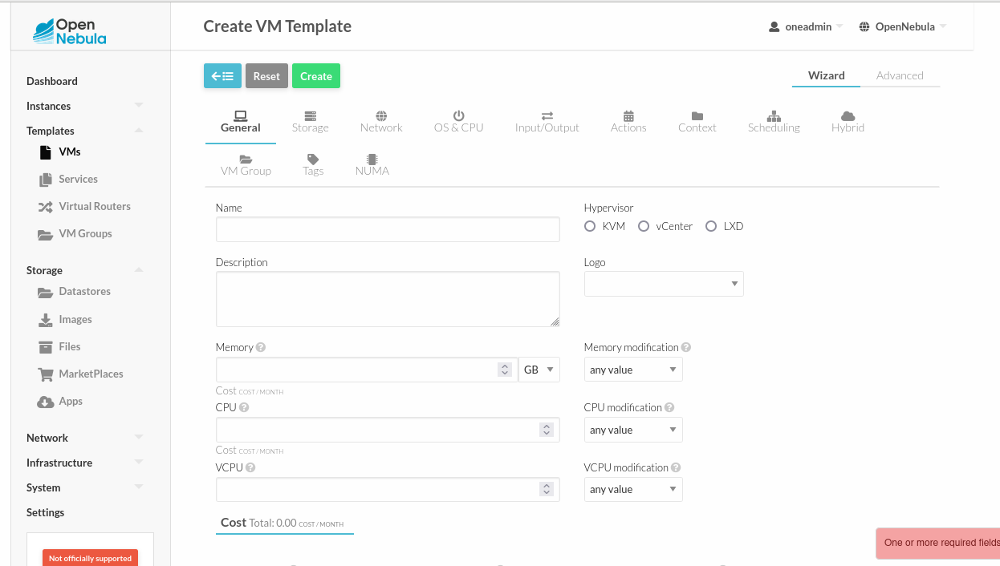 Open
Nebula
Create VM Template
oneadmin
OpenNebula
Dashboard
Instances
Templates
VMs
Services
Virtual Routers
VM Groups
Storage
Datastores
Images
Files
MarketPlaces
Apps
Network
Infrastructure
System
Settings
Not officially supported
Reset
Create
Wizard
Advanced
General
Storage
Network
OS & CPU
Input/Output
Actions
Context
Scheduling
Hybrid
VM Group
Tags
NUMA
Name
Hypervisor
KVM
vCenter
LXD
Description
Logo
Memory ?
Memory modification ?
GB
any value
Cost COST / MONTH
CPU ?
CPU modification ?
any value
Cost COST / MONTH
VCPU ?
VCPU modification ?
any value
Cost Total: 0.00 COST / MONTH
One or more required fields